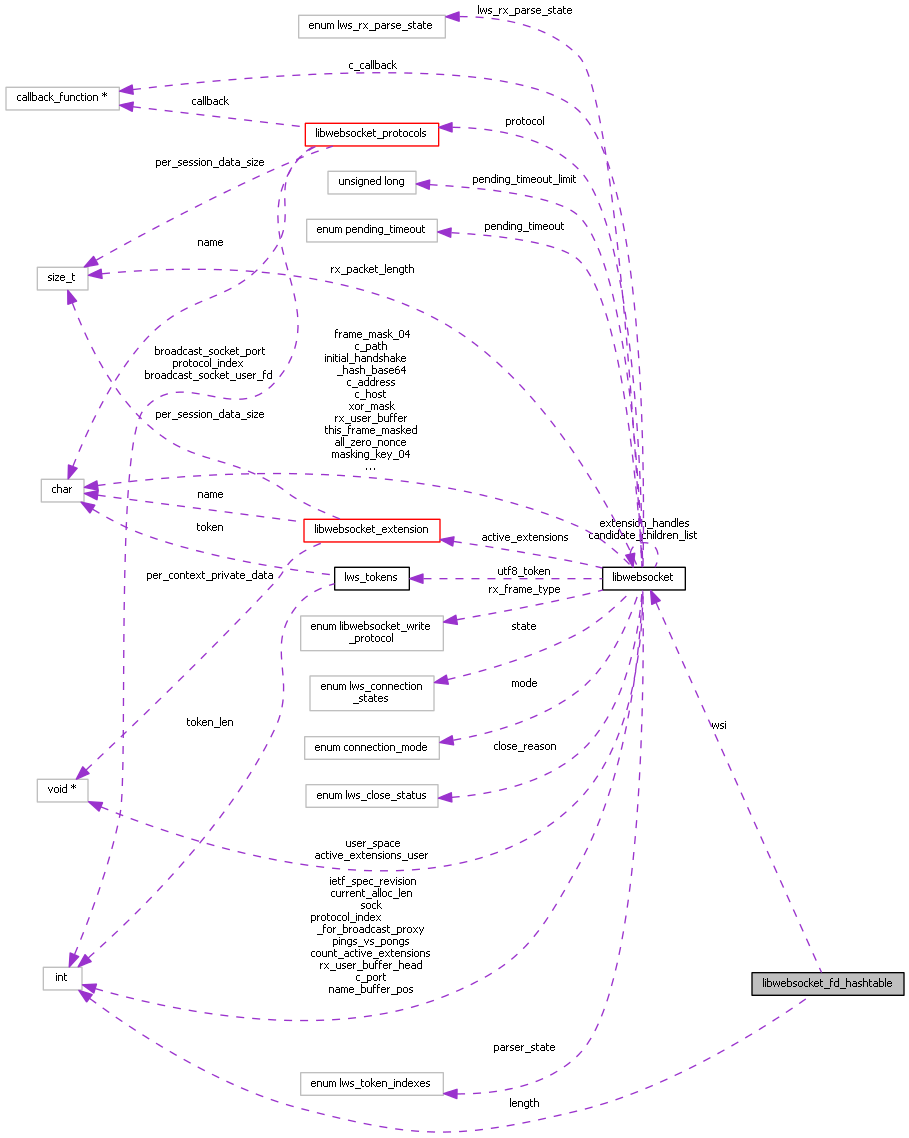 lws_rx_parse_state
enum lws_rx_parse_state
c_callback
callback_function *
callback
protocol
libwebsocket_protocols
per_session_data_size
unsigned long
pending_timeout_limit
enum pending_timeout
pending_timeout
name
size_t
rx_packet_length
frame_mask_04
c_path
initial_handshake
_hash_base64
c_address
c_host
xor_mask
rx_user_buffer
this_frame_masked
all_zero_nonce
masking_key_04
...
broadcast_socket_port
protocol_index
broadcast_socket_user_fd
per_session_data_size
char
name
token
libwebsocket_extension
active_extensions
extension_handles
candidate_children_list
per_context_private_data
lws_tokens
utf8_token
libwebsocket
rx_frame_type
enum libwebsocket_write
_protocol
state
enum lws_connection
_states
mode
token_len
enum connection_mode
close_reason
wsi
void *
enum lws_close_status
user_space
active_extensions_user
ietf_spec_revision
current_alloc_len
sock
protocol_index
_for_broadcast_proxy
pings_vs_pongs
count_active_extensions
rx_user_buffer_head
c_port
name_buffer_pos
int
libwebsocket_fd_hashtable
parser_state
enum lws_token_indexes
length